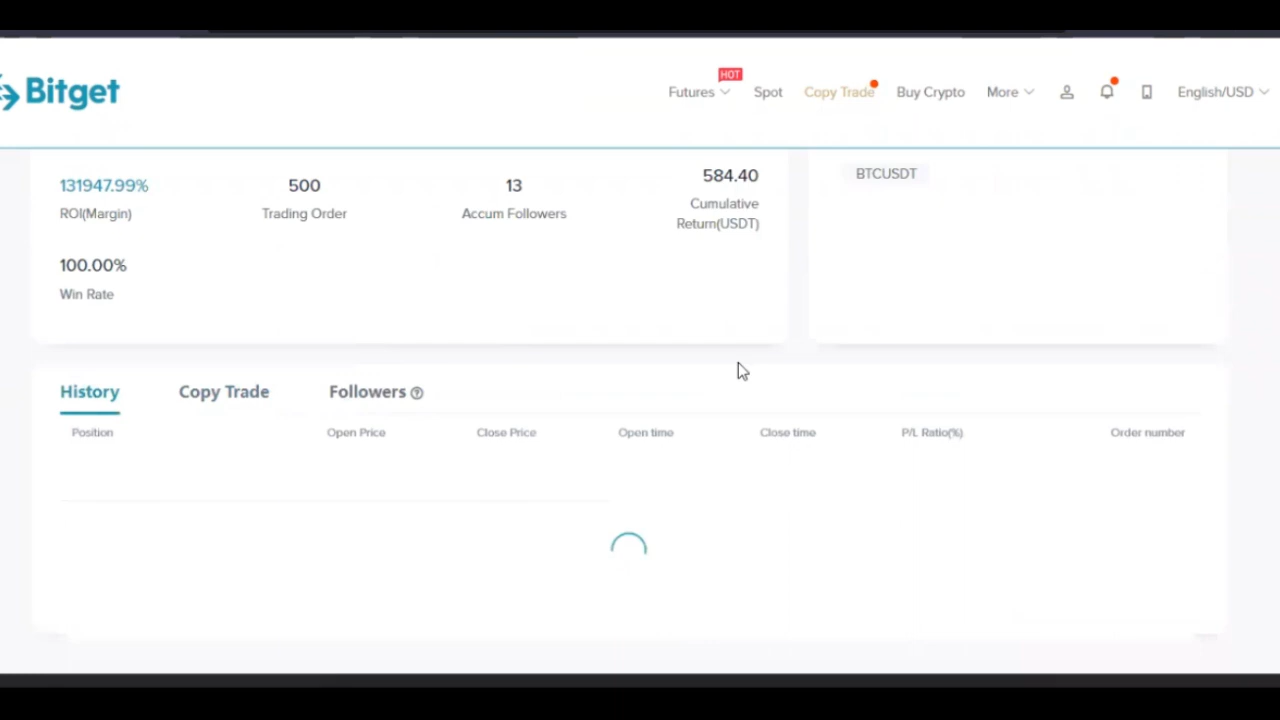 Bitget
HOT
Futures Spot Copy Trade Buy Crypto More English/USD
131947.99% 500 13 584.40
ROI(Margin) Trading Order Accum Followers Cumulative
Return(USDT)
BTCUSDT
100.00%
Win Rate
History Copy Trade Followers
Position Open Price Close Price Open time Close time P/L Ratio(%) Order number